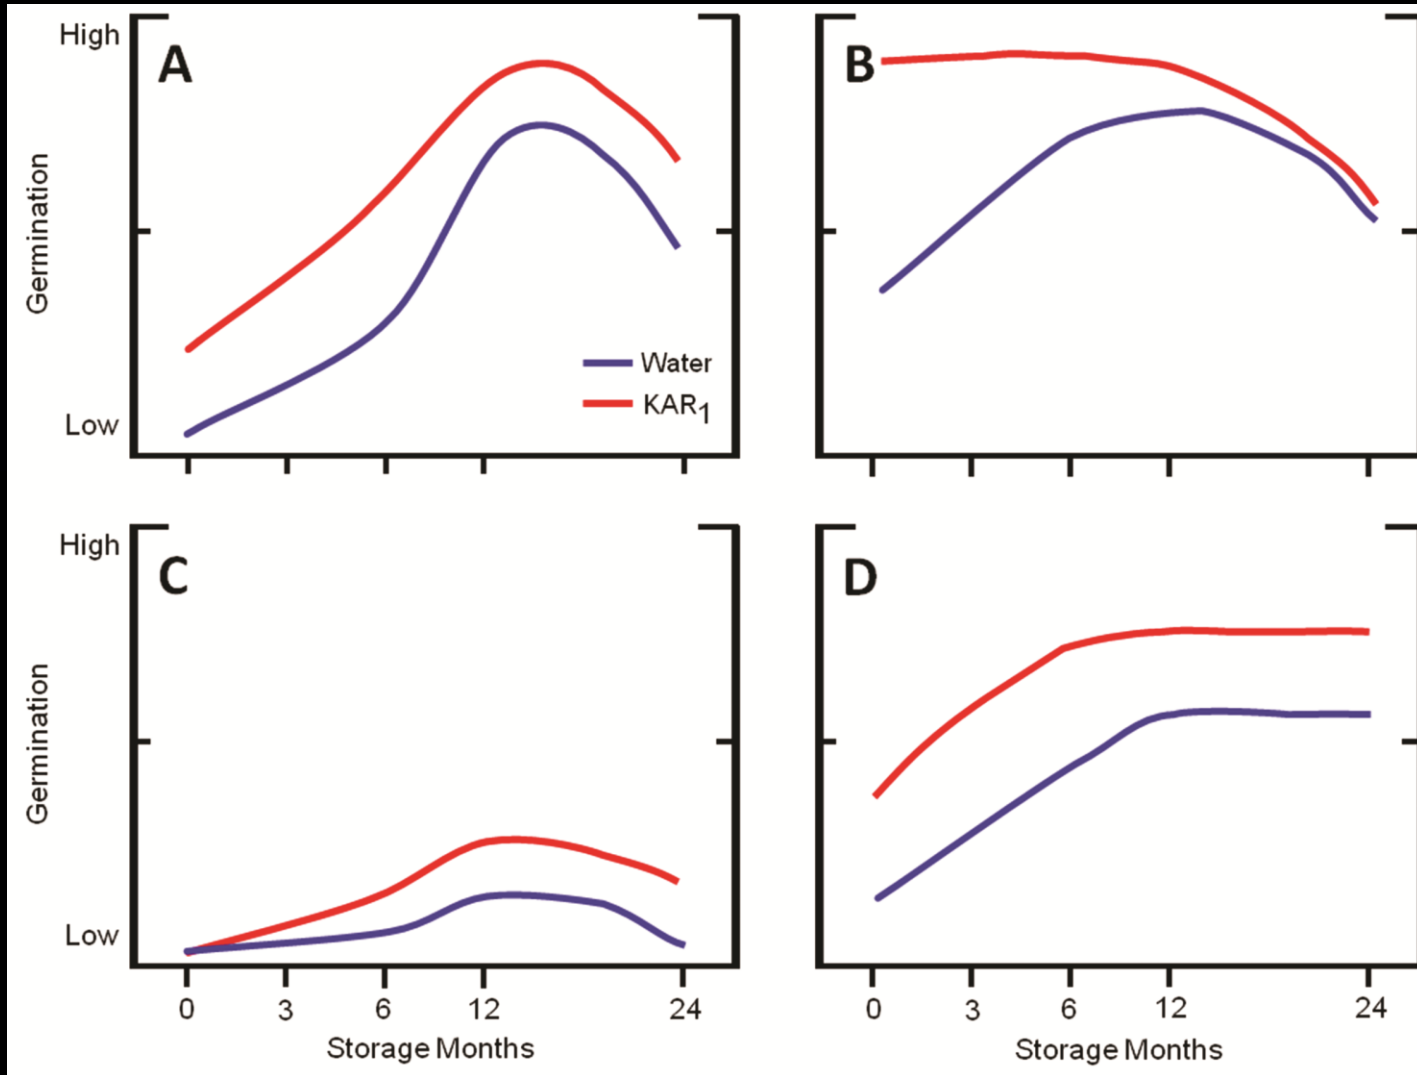 High
A
B
Germination
Water
KAR1
Low
High
C
D
Germination
Low
0 3 6 12 24
0 3 6 12 24
Storage Months
Storage Months